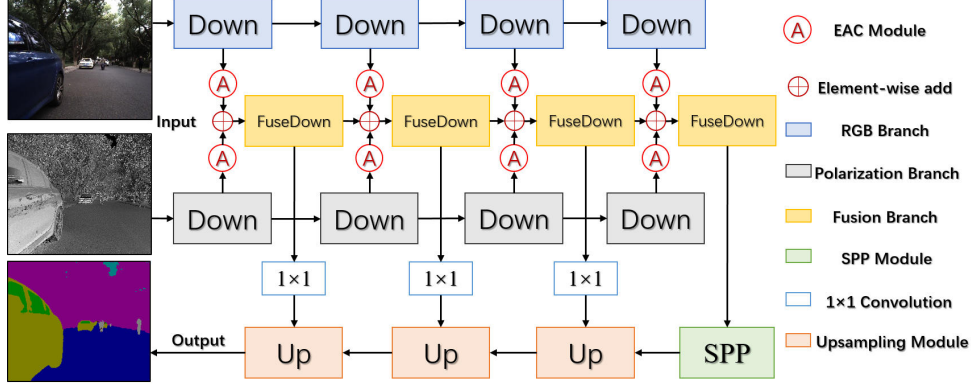 Down Down Down Down
A A A A
EAC Module
Element-wise add
Input
FuseDown FuseDown FuseDown FuseDown
RGB Branch
A A A A
Polarization Branch
Down Down Down Down
Fusion Branch
SPP Module
1×1 1×1 1×1
1×1 Convolution
Output
Up Up Up SPP
Upsampling Module
A